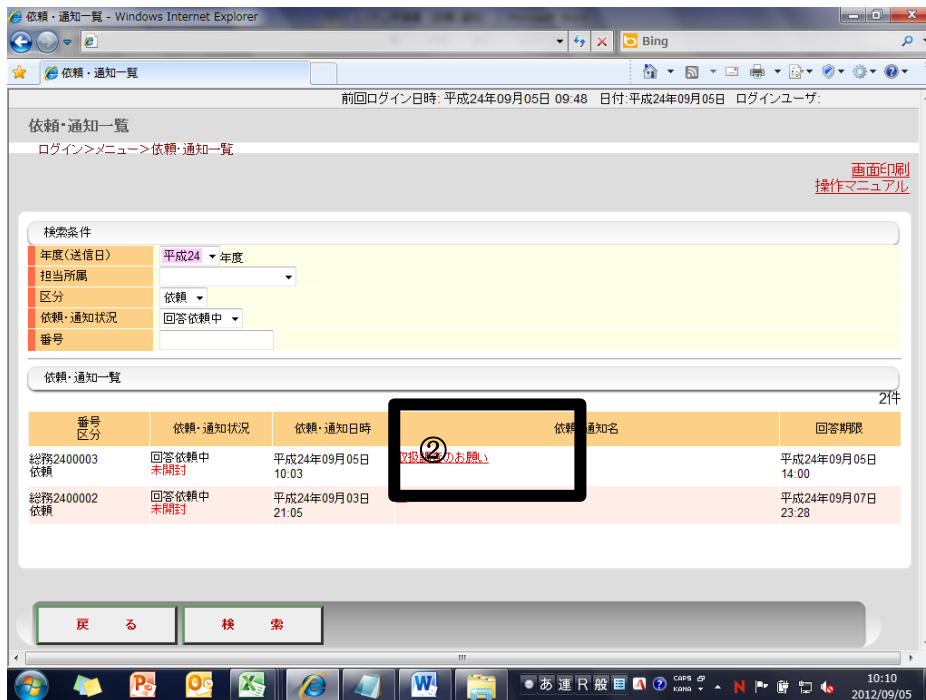 依頼・通知一覧 - Windows Internet Explorer
Bing
依頼・通知一覧
前回ログイン日時: 平成24年09月05日 09:48 日付:平成24年09月05日 ログインユーザ:
依頼・通知一覧
ログイン>メニュー>依頼・通知一覧
画面印刷
操作マニュアル
検索条件
年度(送信日) 平成24 年度
担当所属
区分 依頼
依頼・通知状況 回答依頼中
番号
依頼・通知一覧
2件
番号
区分
依頼・通知状況 依頼・通知日時 依頼・通知名 回答期限
総務2400003
依頼
回答依頼中
未開封
平成24年09月05日
10:03
②
のお願い
平成24年09月05日
14:00
総務2400002
依頼
回答依頼中
未開封
平成24年09月03日
21:05
平成24年09月07日
23:28
戻 る 検 索
あ 連 R 般 CAPS KANA
10:10
2012/09/05